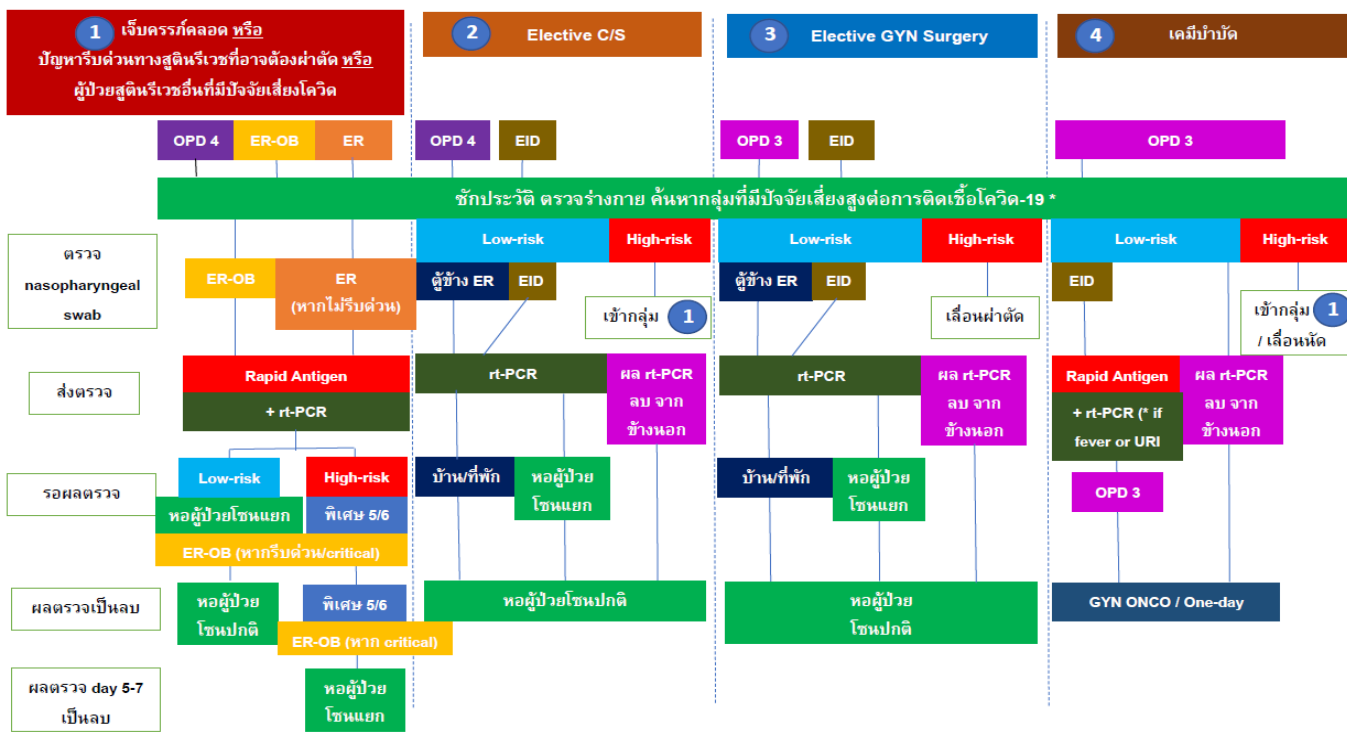 1 เจ็บครรภ์คลอด หรือ
ปัญหารีบด่วนทางสูตินรีเวชที่อาจต้องผ่าตัด หรือ
ผู้ป่วยสูตินรีเวชอื่นที่มีปัจจัยเสี่ยงโควิด
2 Elective C/S
3 Elective GYN Surgery
4 เคมีบำบัด
OPD 4 ER-OB ER
OPD 4 EID
OPD 3 EID
OPD 3
ซักประวัติ ตรวจร่างกาย ค้นหากลุ่มที่มีปัจจัยเสี่ยงสูงต่อการติดเชื้อโควิด-19 *
ตรวจ
nasopharyngeal
swab
ER-OB
ER
(หากไม่รีบด่วน)
Low-risk High-risk
ตู้ข้าง ER EID
เข้ากลุ่ม 1
Low-risk High-risk
ตู้ข้าง ER EID
เลื่อนผ่าตัด
Low-risk High-risk
EID
เข้ากลุ่ม 1
/ เลื่อนนัด
ส่งตรวจ
Rapid Antigen
+ rt-PCR
rt-PCR
ผล rt-PCR
ลบ จาก
ข้างนอก
rt-PCR
ผล rt-PCR
ลบ จาก
ข้างนอก
Rapid Antigen
+ rt-PCR (* if
fever or URI
ผล rt-PCR
ลบ จาก
ข้างนอก
รอผลตรวจ
Low-risk High-risk
หอผู้ป่วยโซนแยก พิเศษ 5/6
ER-OB (หากรีบด่วน/critical)
บ้าน/ที่พัก
หอผู้ป่วย
โซนแยก
บ้าน/ที่พัก
หอผู้ป่วย
โซนแยก
OPD 3
ผลตรวจเป็นลบ
หอผู้ป่วย
โซนปกติ
พิเศษ 5/6
ER-OB (หาก critical)
หอผู้ป่วยโซนปกติ
หอผู้ป่วย
โซนปกติ
GYN ONCO / One-day
ผลตรวจ day 5-7
เป็นลบ
หอผู้ป่วย
โซนแยก